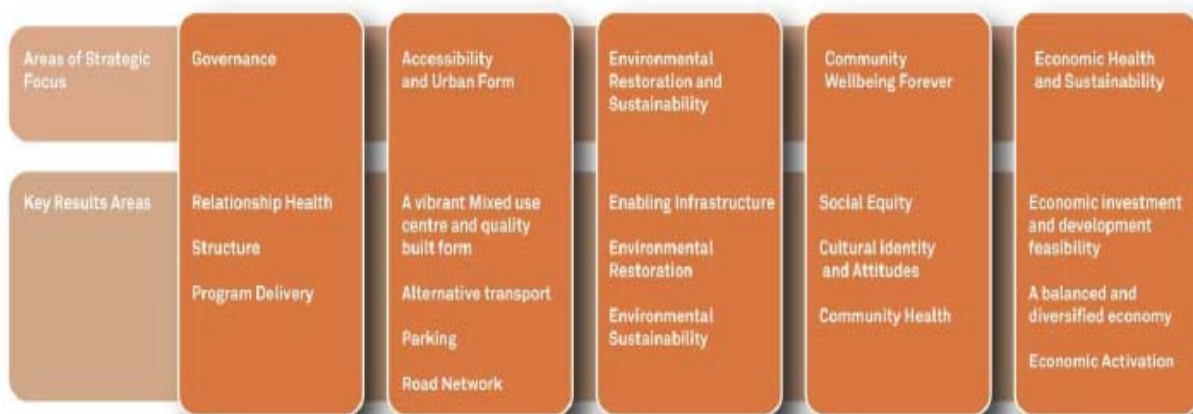 Areas of Strategic
Focus
Governance
Accessibility
and Urban Form
Environmental
Restoration and
Sustainability
Community
Wellbeing Forever
Economic Health
and Sustainability
Key Results Areas
Relationship Health
Structure
Program Delivery
A vibrant Mixed use
centre and quality
built form
Alternative transport
Parking
Road Network
Enabling Infrastructure
Environmental
Restoration
Environmental
Sustainability
Social Equity
Cultural Identity
and Attitudes
Community Health
Economic investment
and development
feasibility
A balanced and
diversified economy
Economic Activation